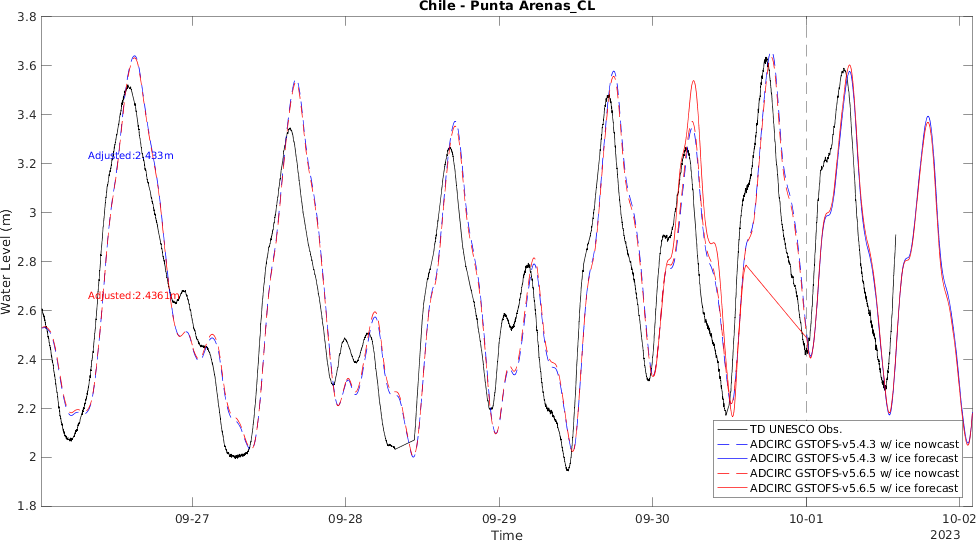 Chile - Punta Arenas_CL
3.8
3.6
3.4
3.2
3
2.8
2.6
2.4
2.2
2
1.8
Water Level (m)
Adjusted:2.433m
Adjusted:2.4361m
TD UNESCO Obs.
ADCIRC GSTOFS-v5.4.3 w/ ice nowcast
ADCIRC GSTOFS-v5.4.3 w/ ice forecast
ADCIRC GSTOFS-v5.6.5 w/ ice nowcast
ADCIRC GSTOFS-v5.6.5 w/ ice forecast
09-27 09-28 09-29 09-30 10-01 10-02
Time
2023